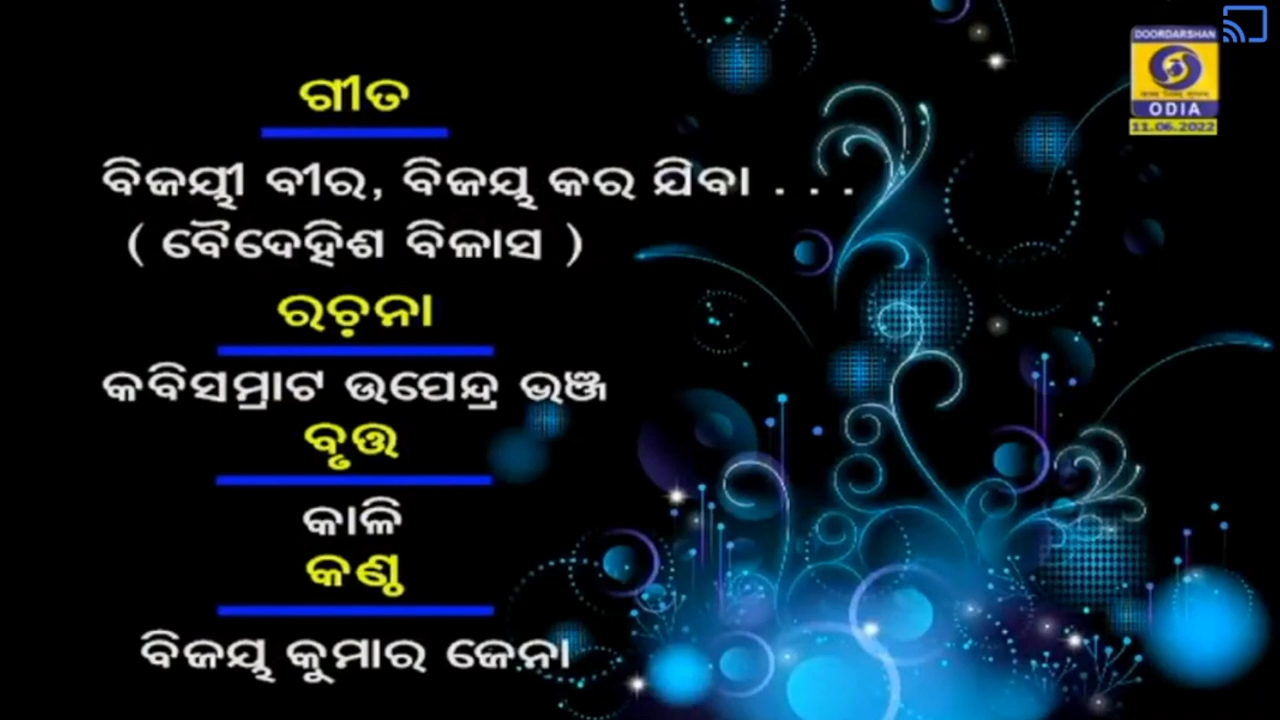 DOORDARSHAN
ODIA
11.06.2022
ଗୀତ
ବିଜୟୀ ବୀର, ବିଜୟ କର ଯିବା . . .
( ବୈଦେହିଶ ବିଳାସ )
ରଚନା
କବିସମ୍ରାଟ ଉପେନ୍ଦ୍ର ଭଞ୍ଜ
ବୃତ୍ତ
କାଳି
କଣ୍ଠ
ବିଜୟ କୁମାର ଜେନା